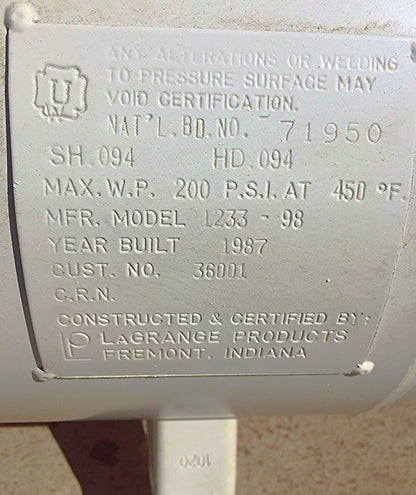 ANY ALTERATIONS OR WELDING
TO PRESSURE SURFACE MAY
VOID CERTIFICATION.
U
W
NAT'L. BD. NO. 71950
SH .094 HD .094
MAX. W.P. 200 P.S.I. AT 450 °F.
MFR. MODEL 1233 - 98
YEAR BUILT 1987
CUST. NO. 36001
C.R.N.
CONSTRUCTED & CERTIFIED BY:
LAGRANGE PRODUCTS
FREMONT, INDIANA
1020